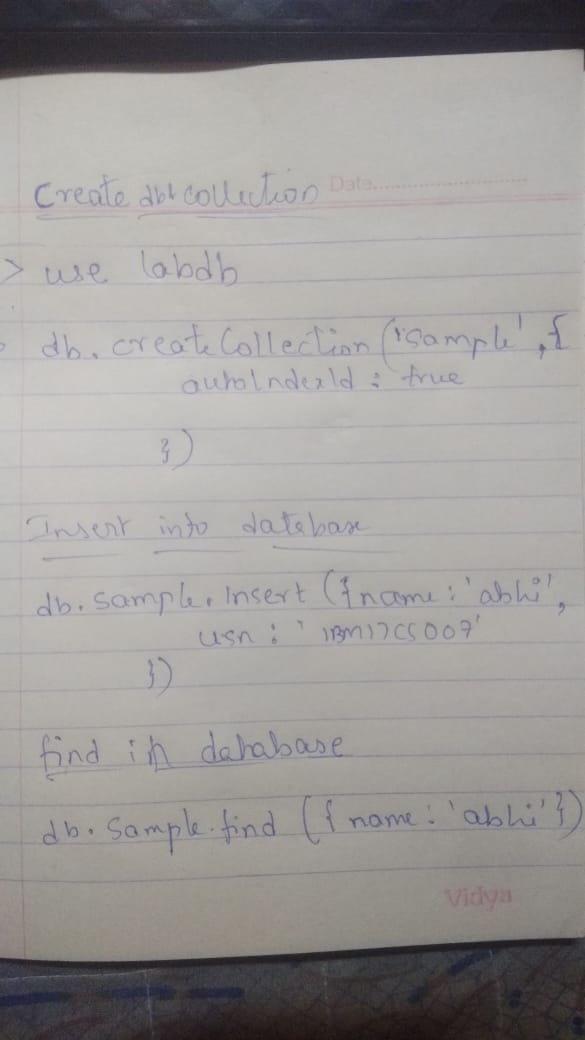 Create db & collection Data..............................
> use labdb
db.createCollection('sample',{
autoIndexId : true
})
Insert into database
db.sample.Insert ({name : 'abhi',
usn : '1BM17CS007'
})
find in database
db.sample.find ({ name : 'abhi'})
Vidya